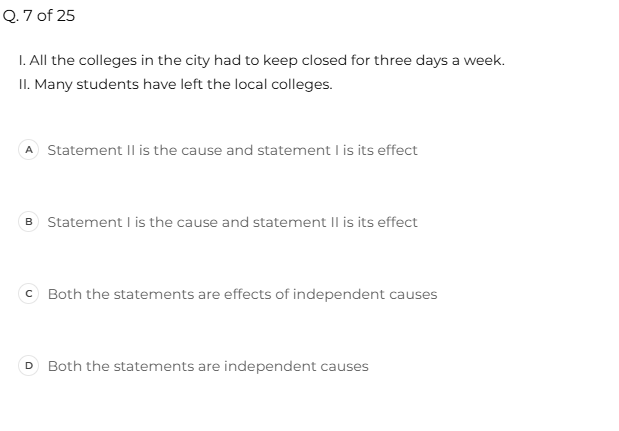 Q. 7 of 25
I. All the colleges in the city had to keep closed for three days a week.
II. Many students have left the local colleges.
A Statement II is the cause and statement I is its effect
B Statement I is the cause and statement II is its effect
C Both the statements are effects of independent causes
D Both the statements are independent causes